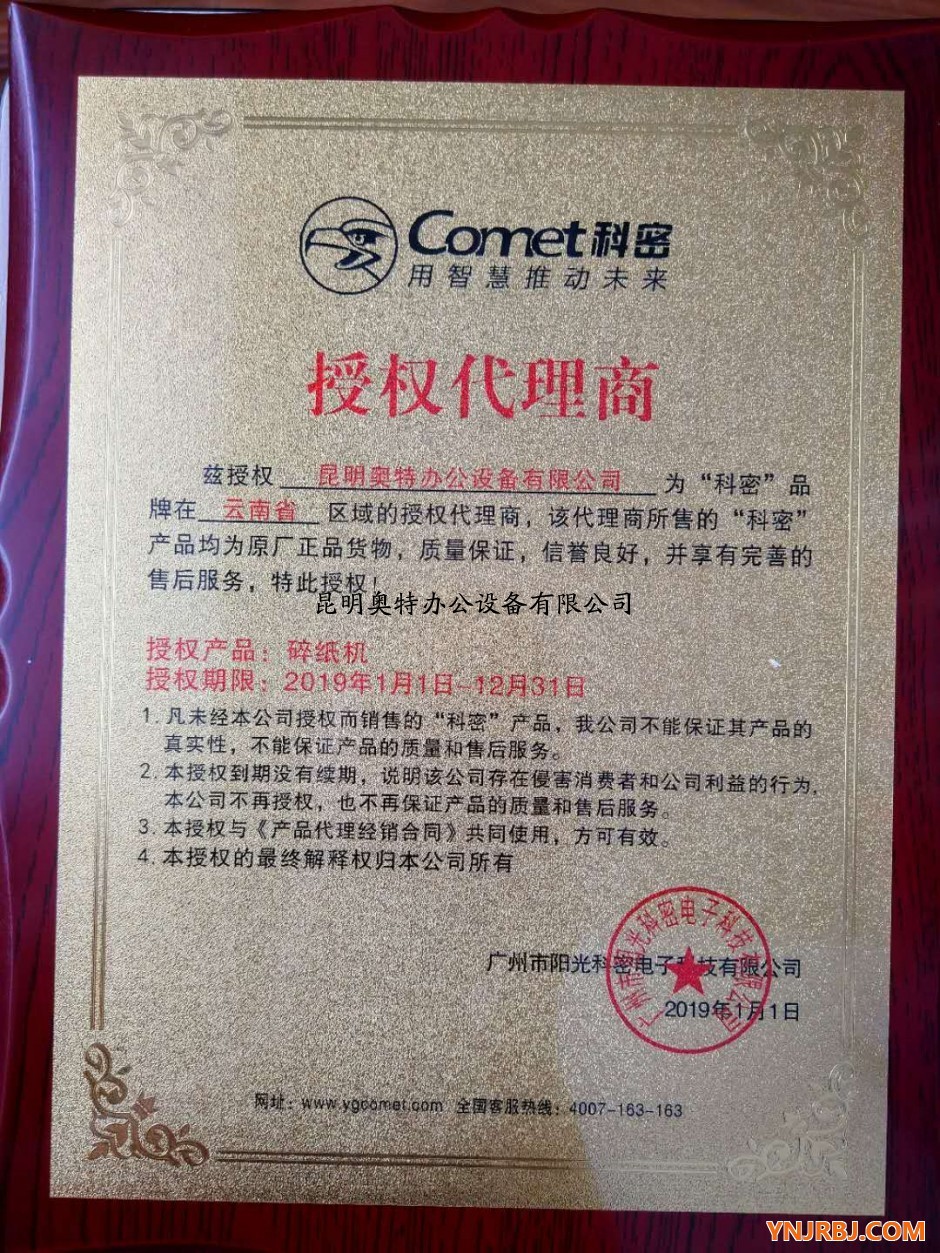 Comet科密
用智慧推动未来
授权代理商
兹授权 昆明奥特办公设备有限公司 为“科密”品
牌在 云南省 区域的授权代理商，该代理商所售的“科密”
产品均为原厂正品货物，质量保证，信誉良好，并享有完善的
售后服务，特此授权！
昆明奥特办公设备有限公司
授权产品：碎纸机
授权期限：2019年1月1日-12月31日
1.凡未经本公司授权而销售的“科密”产品，我公司不能保证其产品的
真实性，不能保证产品的质量和售后服务。
2.本授权到期没有续期，说明该公司存在侵害消费者和公司利益的行为，
本公司不再授权，也不再保证产品的质量和售后服务。
3.本授权与《产品代理经销合同》共同使用，方可有效。
4.本授权的最终解释权归本公司所有
广州市阳光科密电子科技有限公司
2019年1月1日
广州市阳光科密电子科技有限公司
网址：www.ygcomet.com 全国客服热线：4007-163-163
YNJRBJ.COM